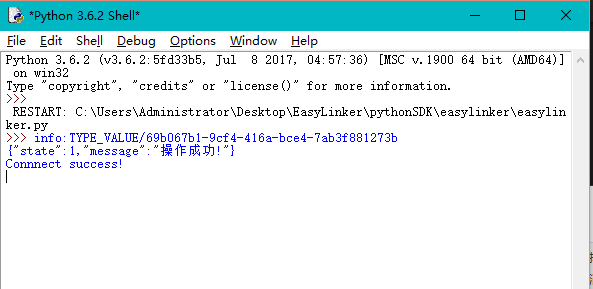 *Python 3.6.2 Shell*
File Edit Shell Debug Options Window Help
Python 3.6.2 (v3.6.2:5fd33b5, Jul  8 2017, 04:57:36) [MSC v.1900 64 bit (AMD64)]
 on win32
Type "copyright", "credits" or "license()" for more information.
>>>
 RESTART: C:\Users\Administrator\Desktop\EasyLinker\pythonSDK\easylinker\easylin
ker.py
>>> info:TYPE_VALUE/69b067b1-9cf4-416a-bce4-7ab3f881273b
{"state":1,"message":"操作成功!"}
Connnect success!